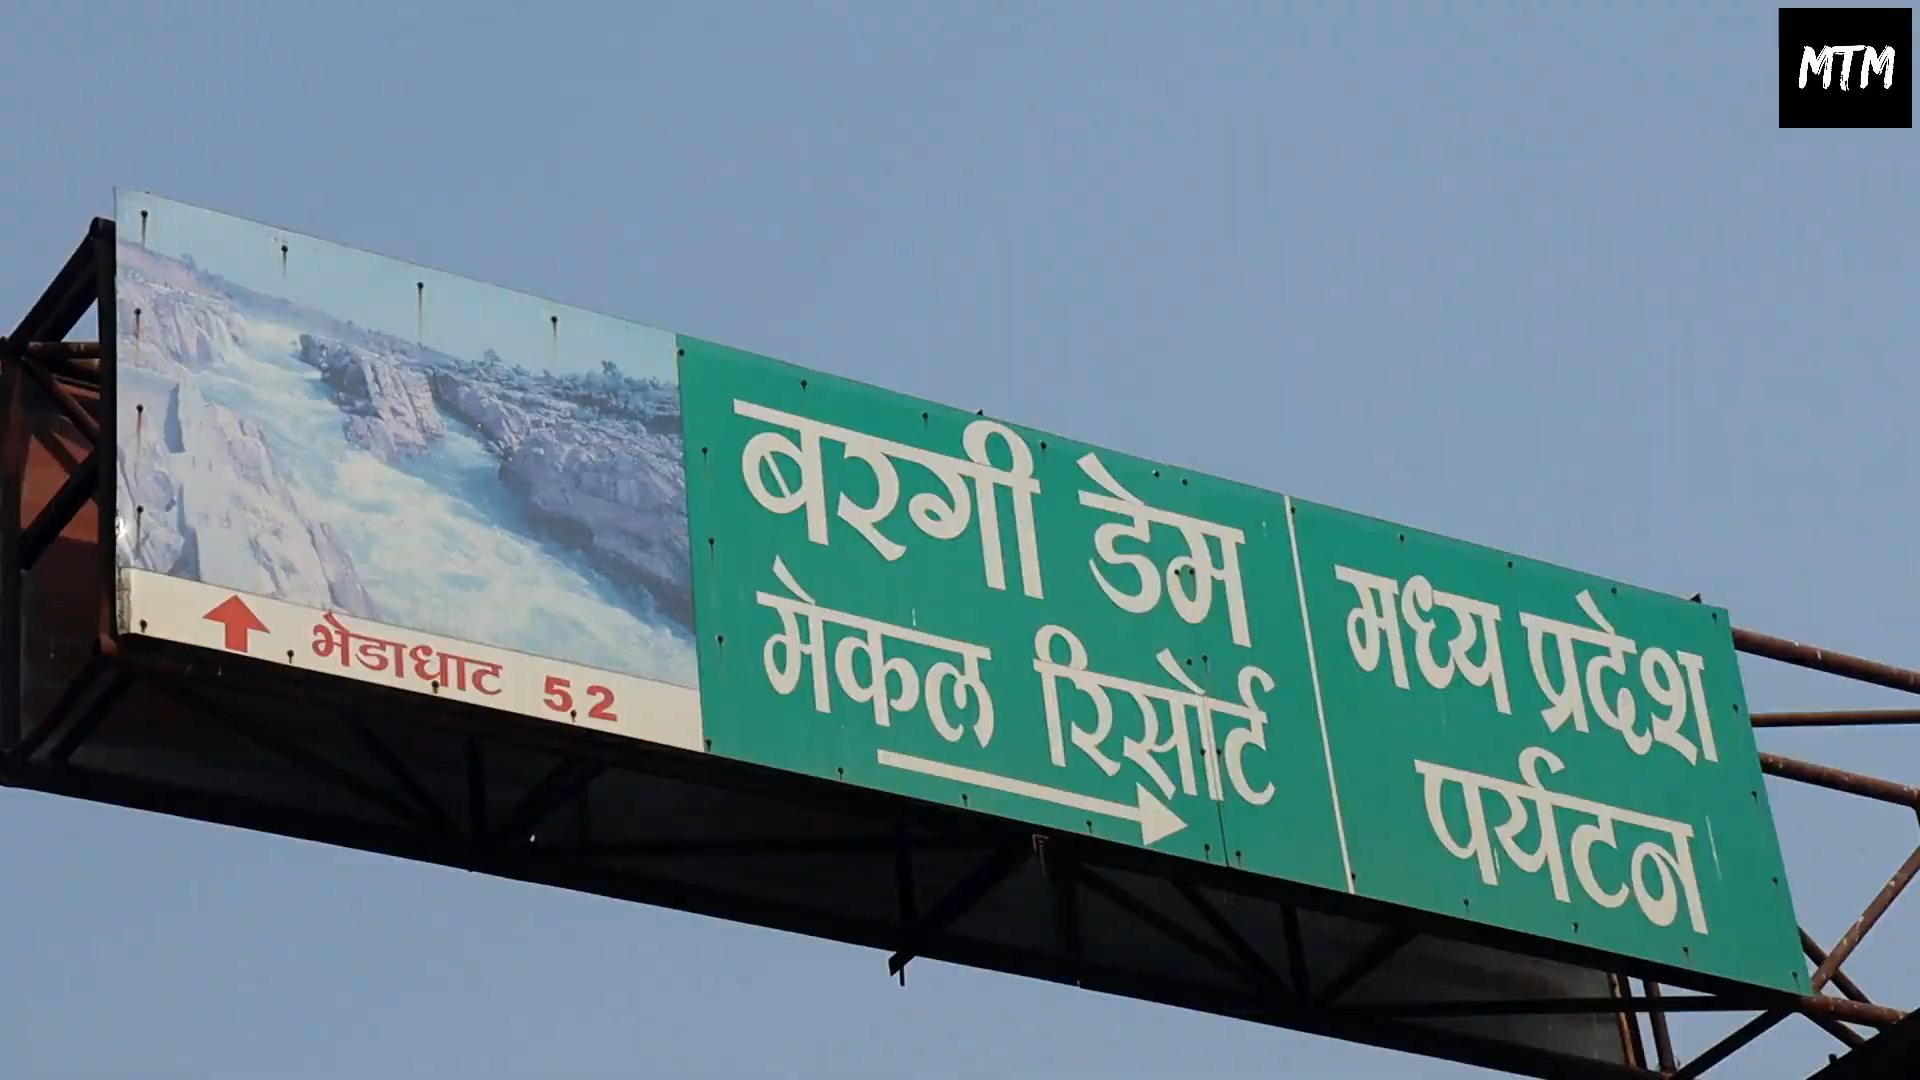 MTM
भेडाघाट 52
बरगी डेम
मेकल रिसोर्ट
मध्य प्रदेश
पर्यटन